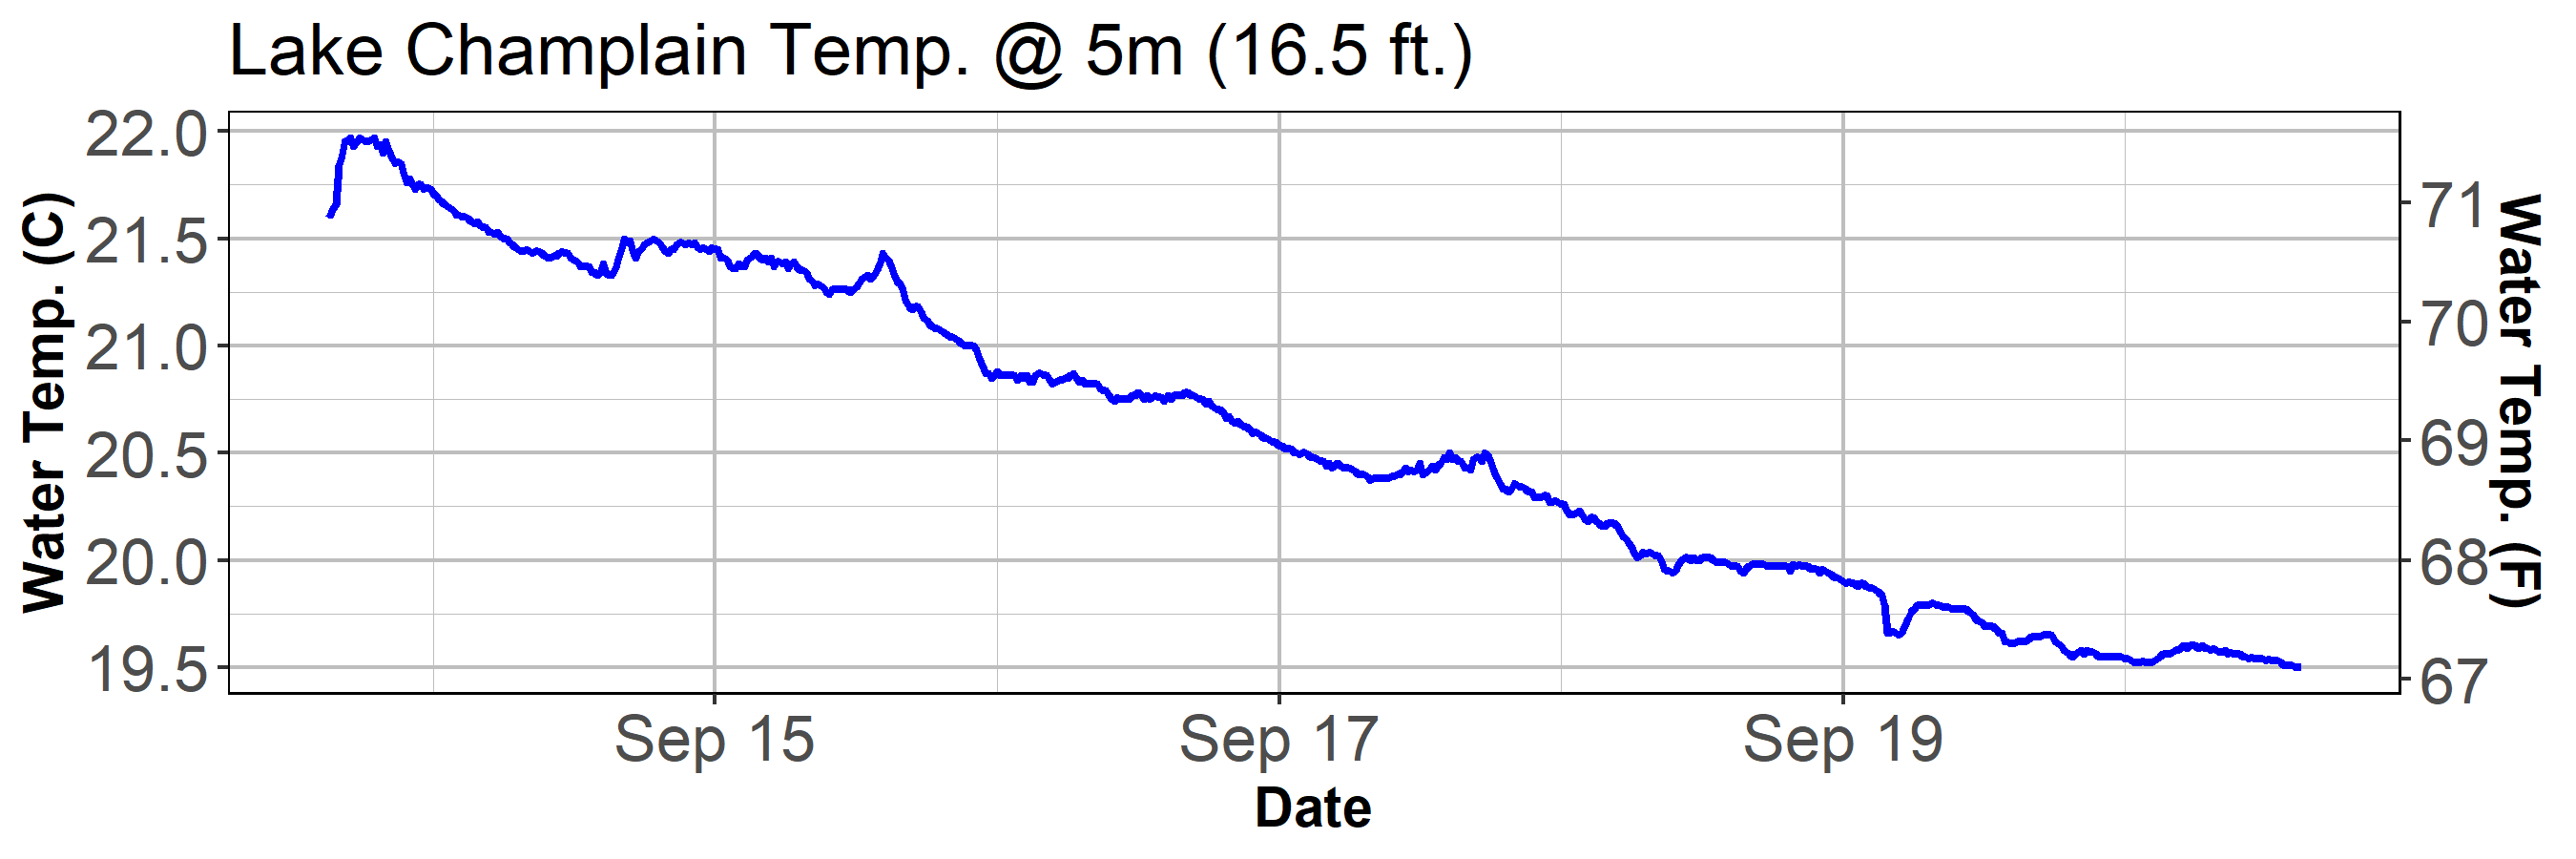 Lake Champlain Temp. @ 5m (16.5 ft.)
Water Temp. (C)
22.0
21.5
21.0
20.5
20.0
19.5
71
70
69
68
67
Water Temp. (F)
Sep 15 Sep 17 Sep 19
Date